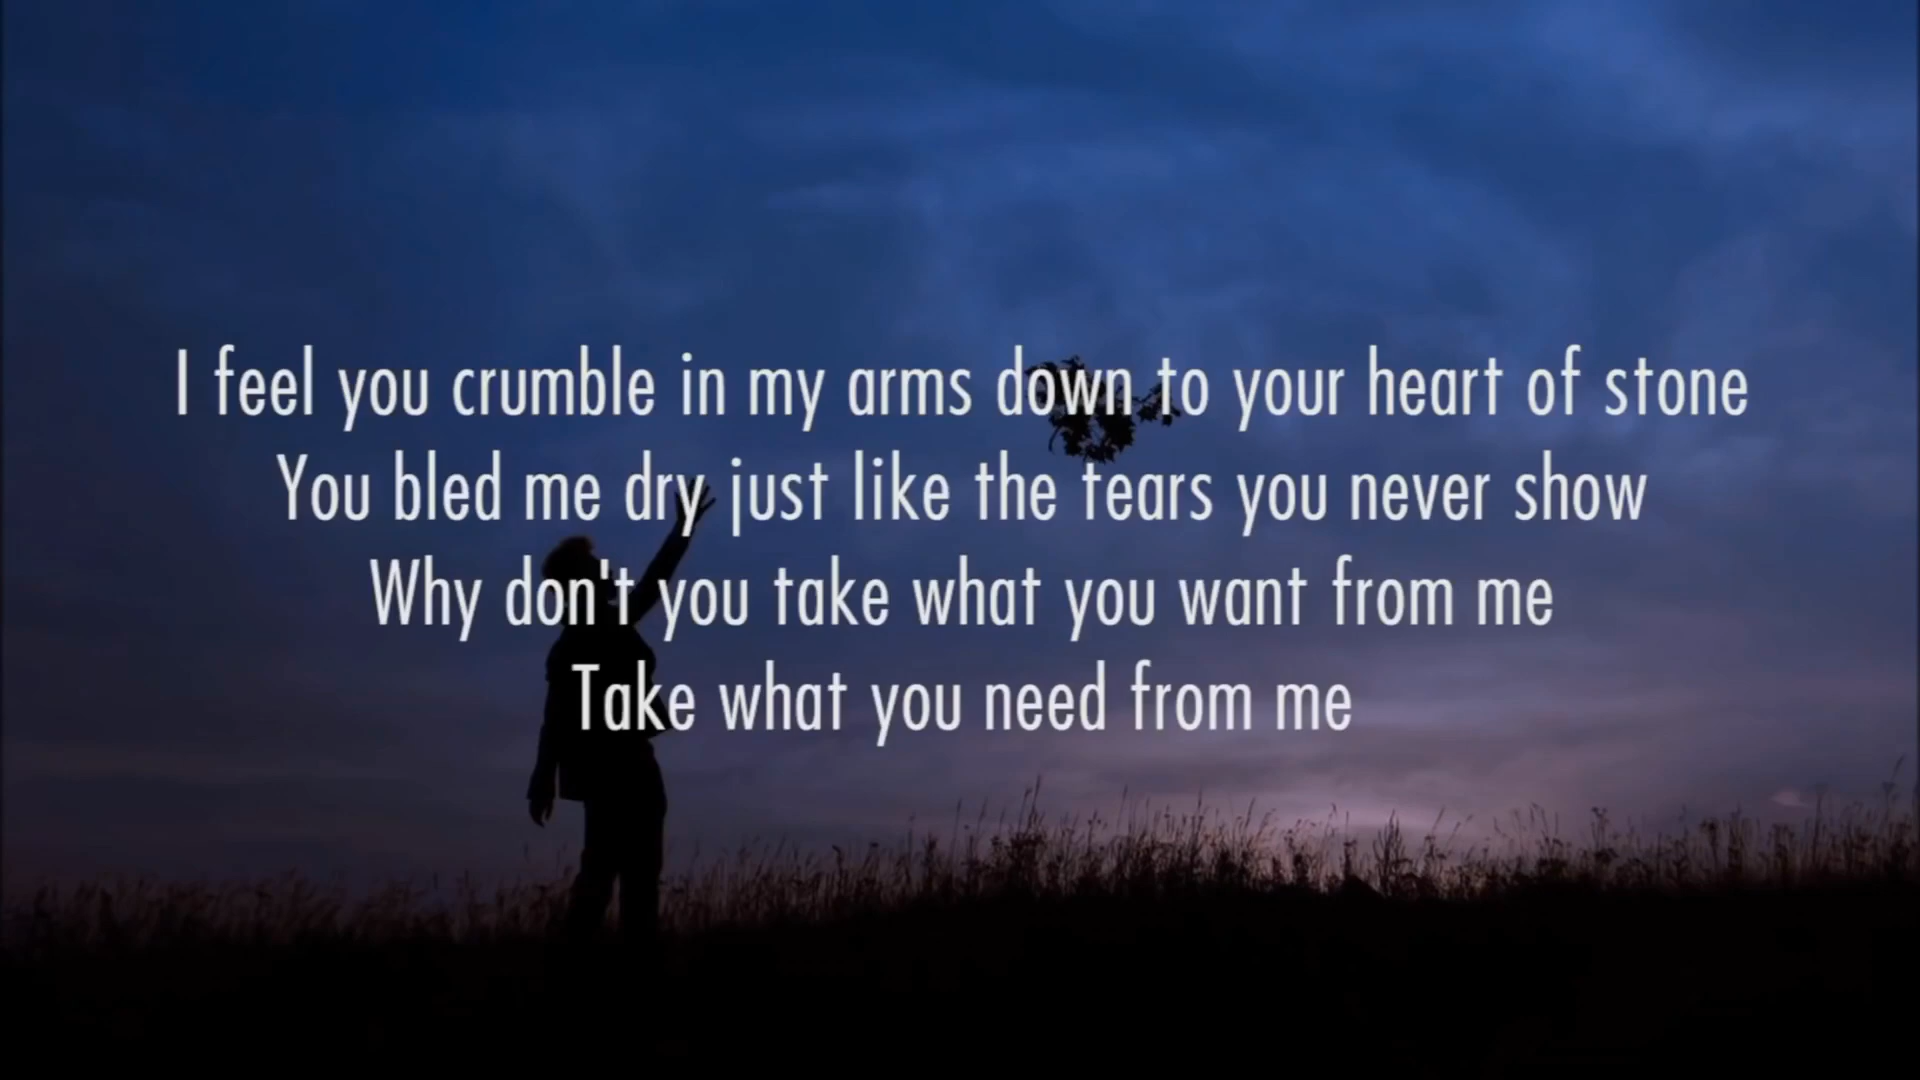 I feel you crumble in my arms down to your heart of stone
You bled me dry just like the tears you never show
Why don't you take what you want from me
Take what you need from me